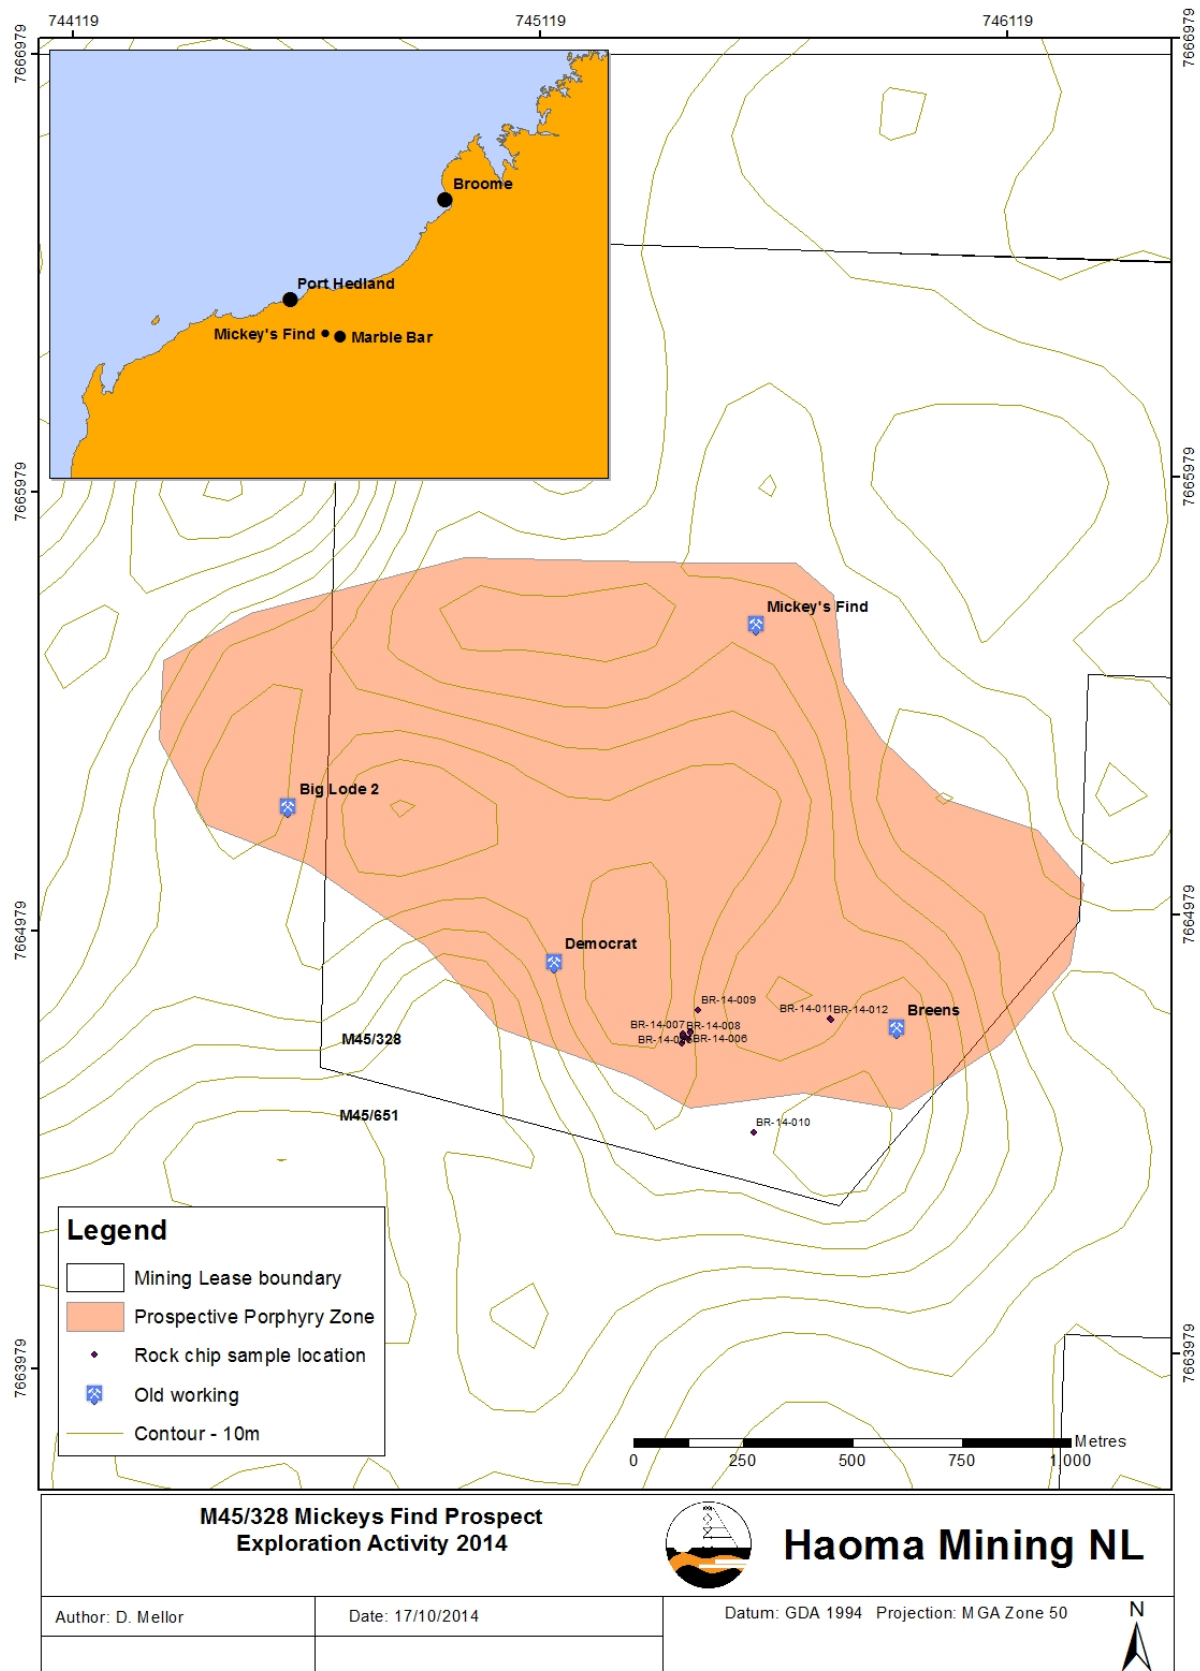 744119
745119
746119
7666979
7666979
Broome
Port Hedland
Mickey's Find
Marble Bar
7665979
7665979
Mickey's Find
Big Lode 2
7664979
7664979
Democrat
BR-14-009
BR-14-011
BR-14-012
Breens
BR-14-007
BR-14-008
BR-14-006
M45/328
M45/651
BR-14-010
Legend
Mining Lease boundary
Prospective Porphyry Zone
Rock chip sample location
Old working
Contour - 10m
7663979
7663979
Metres
0
250
500
750
1,000
M45/328 Mickeys Find Prospect
Exploration Activity 2014
Haoma Mining NL
Author: D. Mellor
Date: 17/10/2014
Datum: GDA 1994 Projection: MGA Zone 50
N